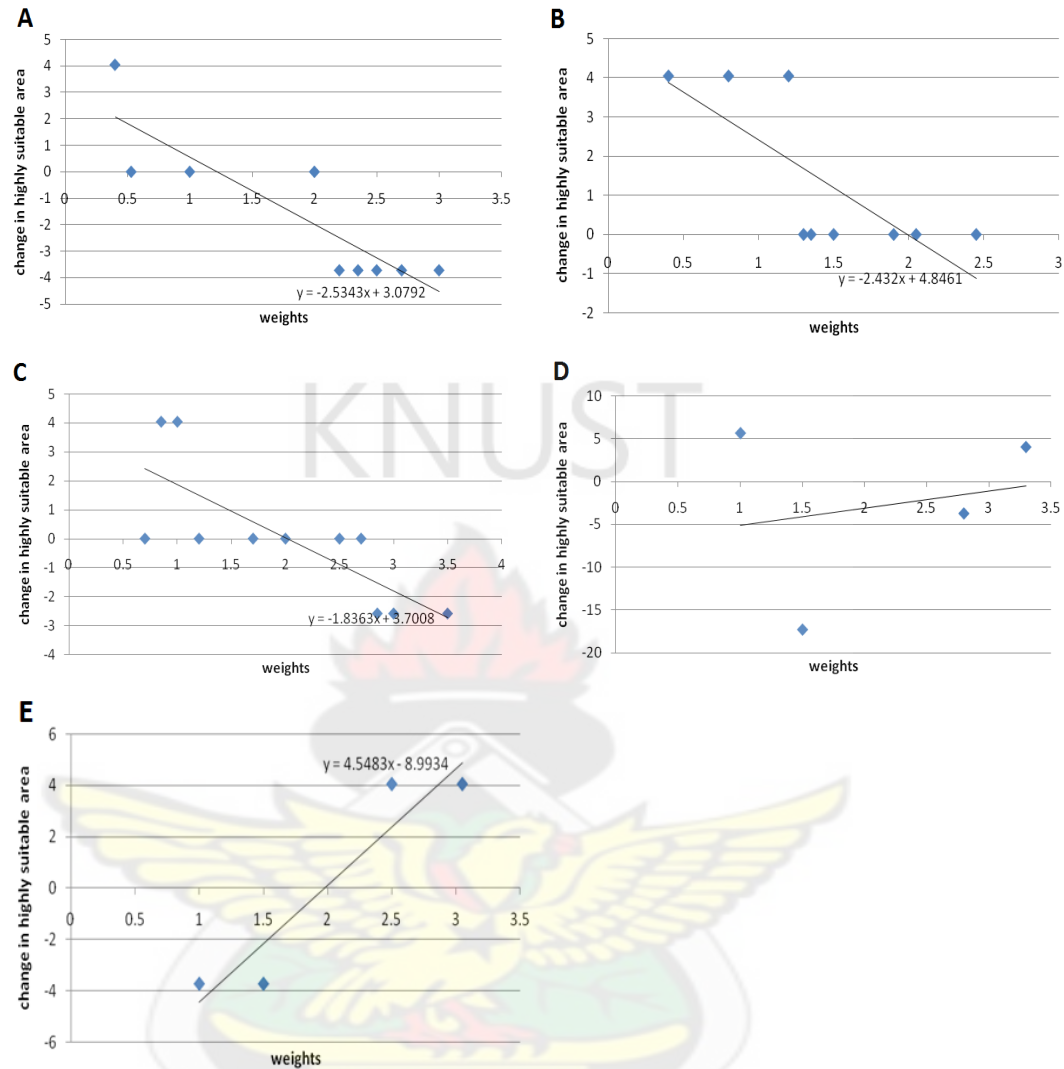 A
change in highly suitable area
5
4
3
2
1
0
-1
-2
-3
-4
-5
0 0.5 1 1.5 2 2.5 3 3.5
y = -2.5343x + 3.0792
weights
B
change in highly suitable area
5
4
3
2
1
0
-1
-2
0 0.5 1 1.5 2 2.5 3
y = -2.432x + 4.8461
weights
C
change in highly suitable area
5
4
3
2
1
0
-1
-2
-3
-4
0 0.5 1 1.5 2 2.5 3 3.5 4
y = -1.8363x + 3.7008
weights
D
change in highly suitable area
10
5
0
-5
-10
-15
-20
0 0.5 1 1.5 2 2.5 3 3.5
weights
KNUST
E
change in highly suitable area
6
4
2
0
-2
-4
-6
0 0.5 1 1.5 2 2.5 3 3.5
y = 4.5483x - 8.9934
weights